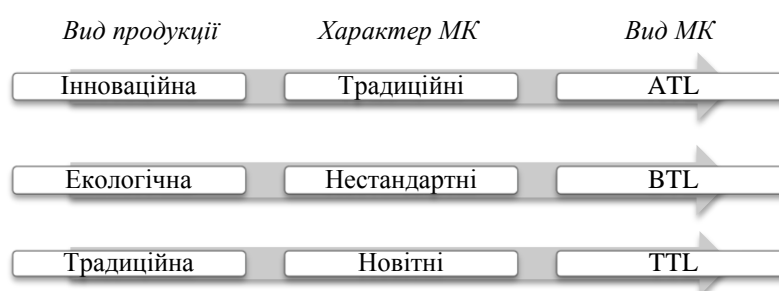 Вид продукції Характер МК Вид МК
Інноваційна Традиційні ATL
Екологічна Нестандартні BTL
Традиційна Новітні TTL